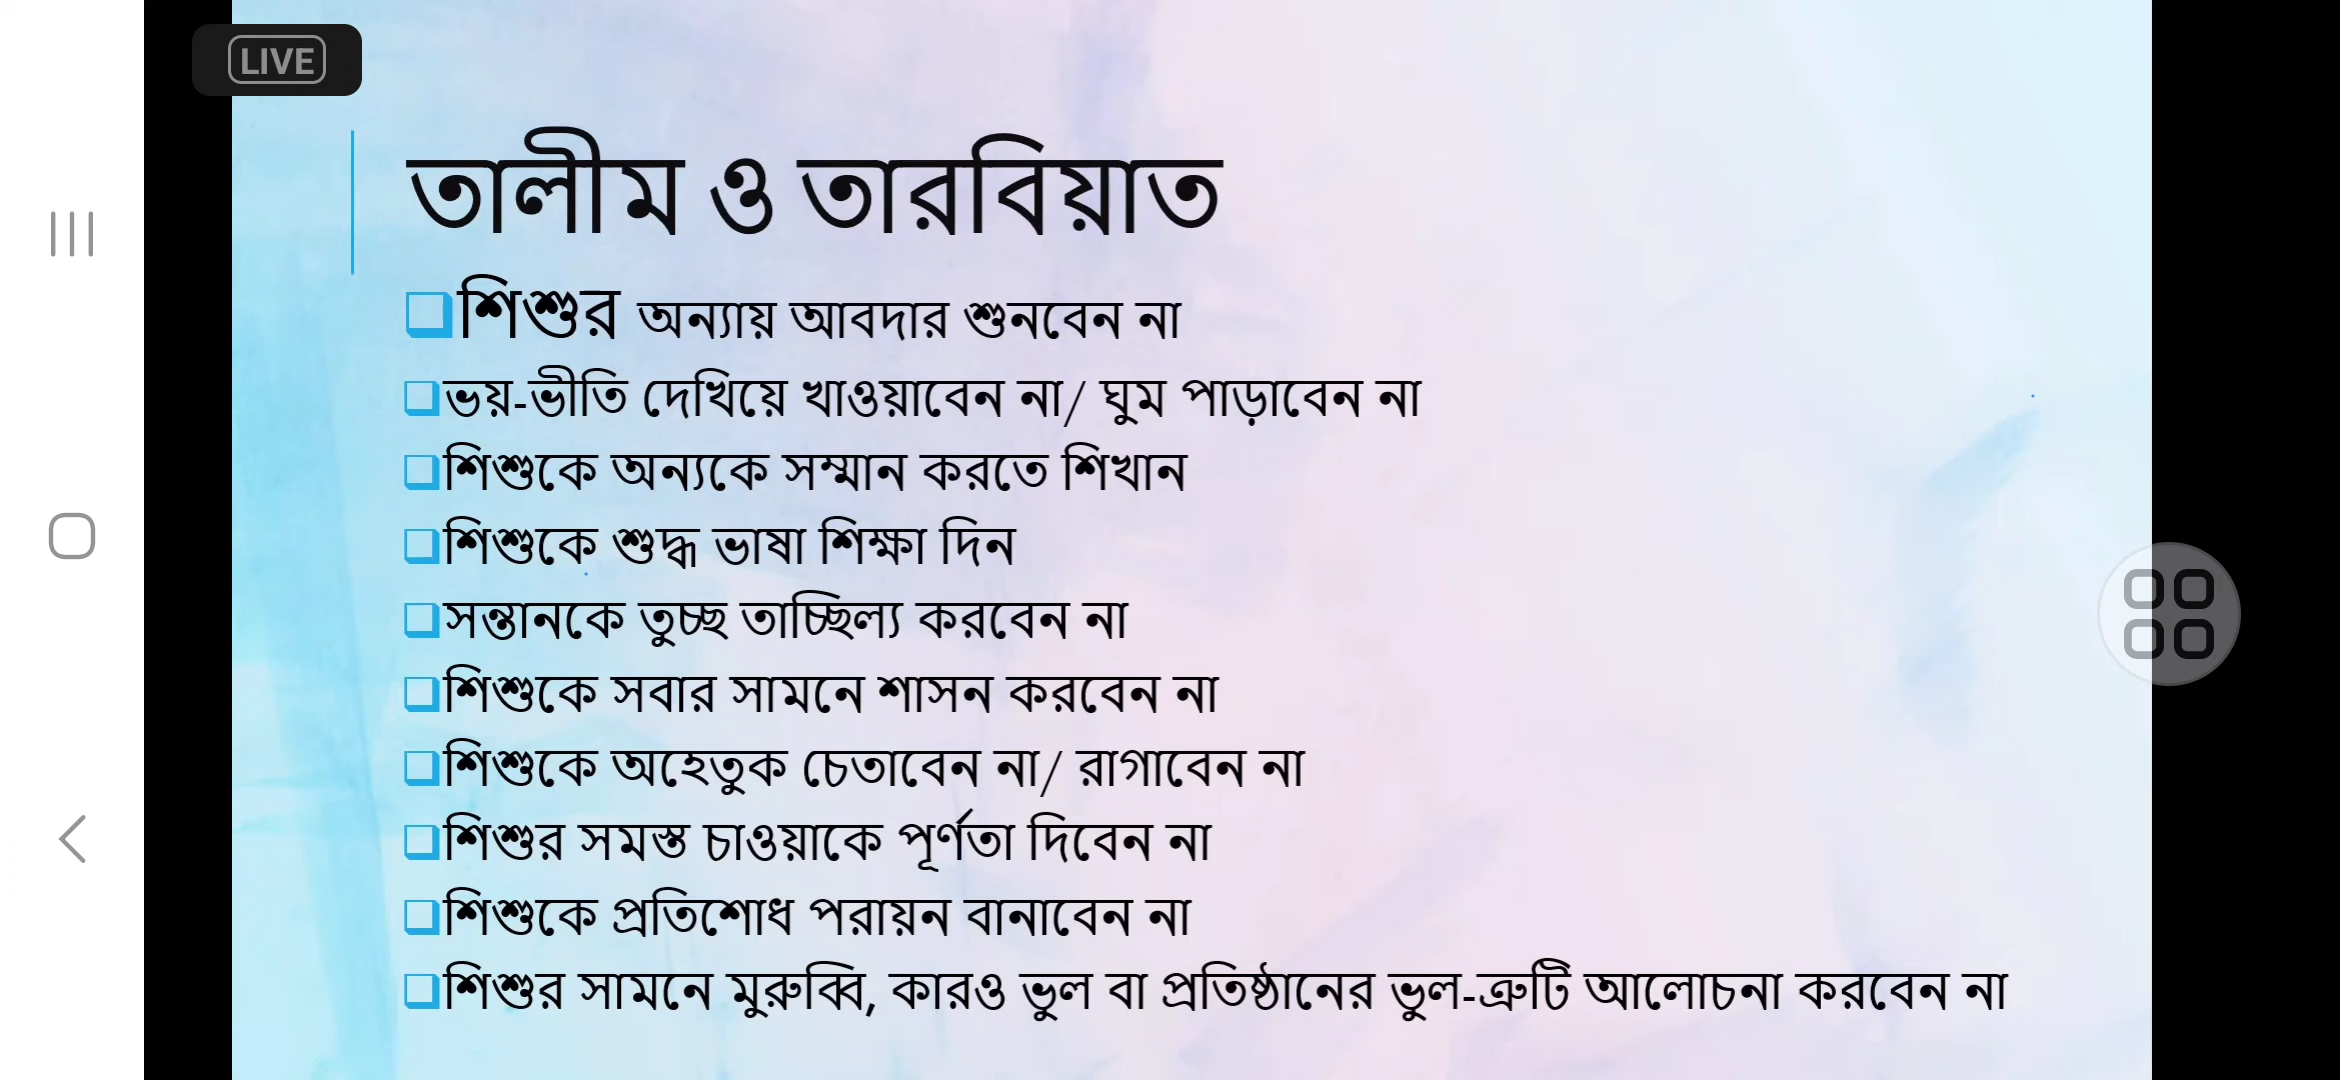 LIVE
তালীম ও তারবিয়াত
শিশুর অন্যায় আবদার শুনবেন না
ভয়-ভীতি দেখিয়ে খাওয়াবেন না/ ঘুম পাড়াবেন না
শিশুকে অন্যকে সম্মান করতে শিখান
শিশুকে শুদ্ধ ভাষা শিক্ষা দিন
সন্তানকে তুচ্ছ তাচ্ছিল্য করবেন না
শিশুকে সবার সামনে শাসন করবেন না
শিশুকে অহেতুক চেতাবেন না/ রাগাবেন না
শিশুর সমস্ত চাওয়াকে পূর্ণতা দিবেন না
শিশুকে প্রতিশোধ পরায়ন বানাবেন না
শিশুর সামনে মুরুব্বি, কারও ভুল বা প্রতিষ্ঠানের ভুল-ত্রুটি আলোচনা করবেন না